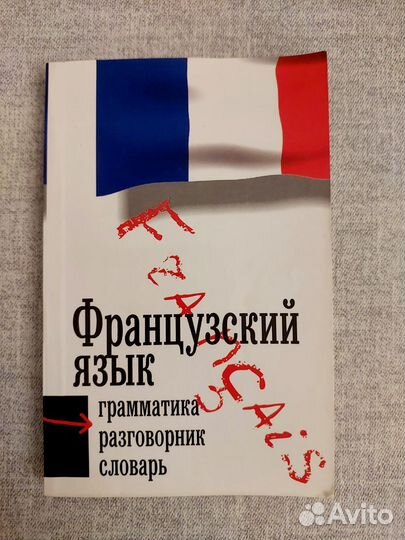 FRANÇAIS
Французский
язык
грамматика
разговорник
словарь
Avito